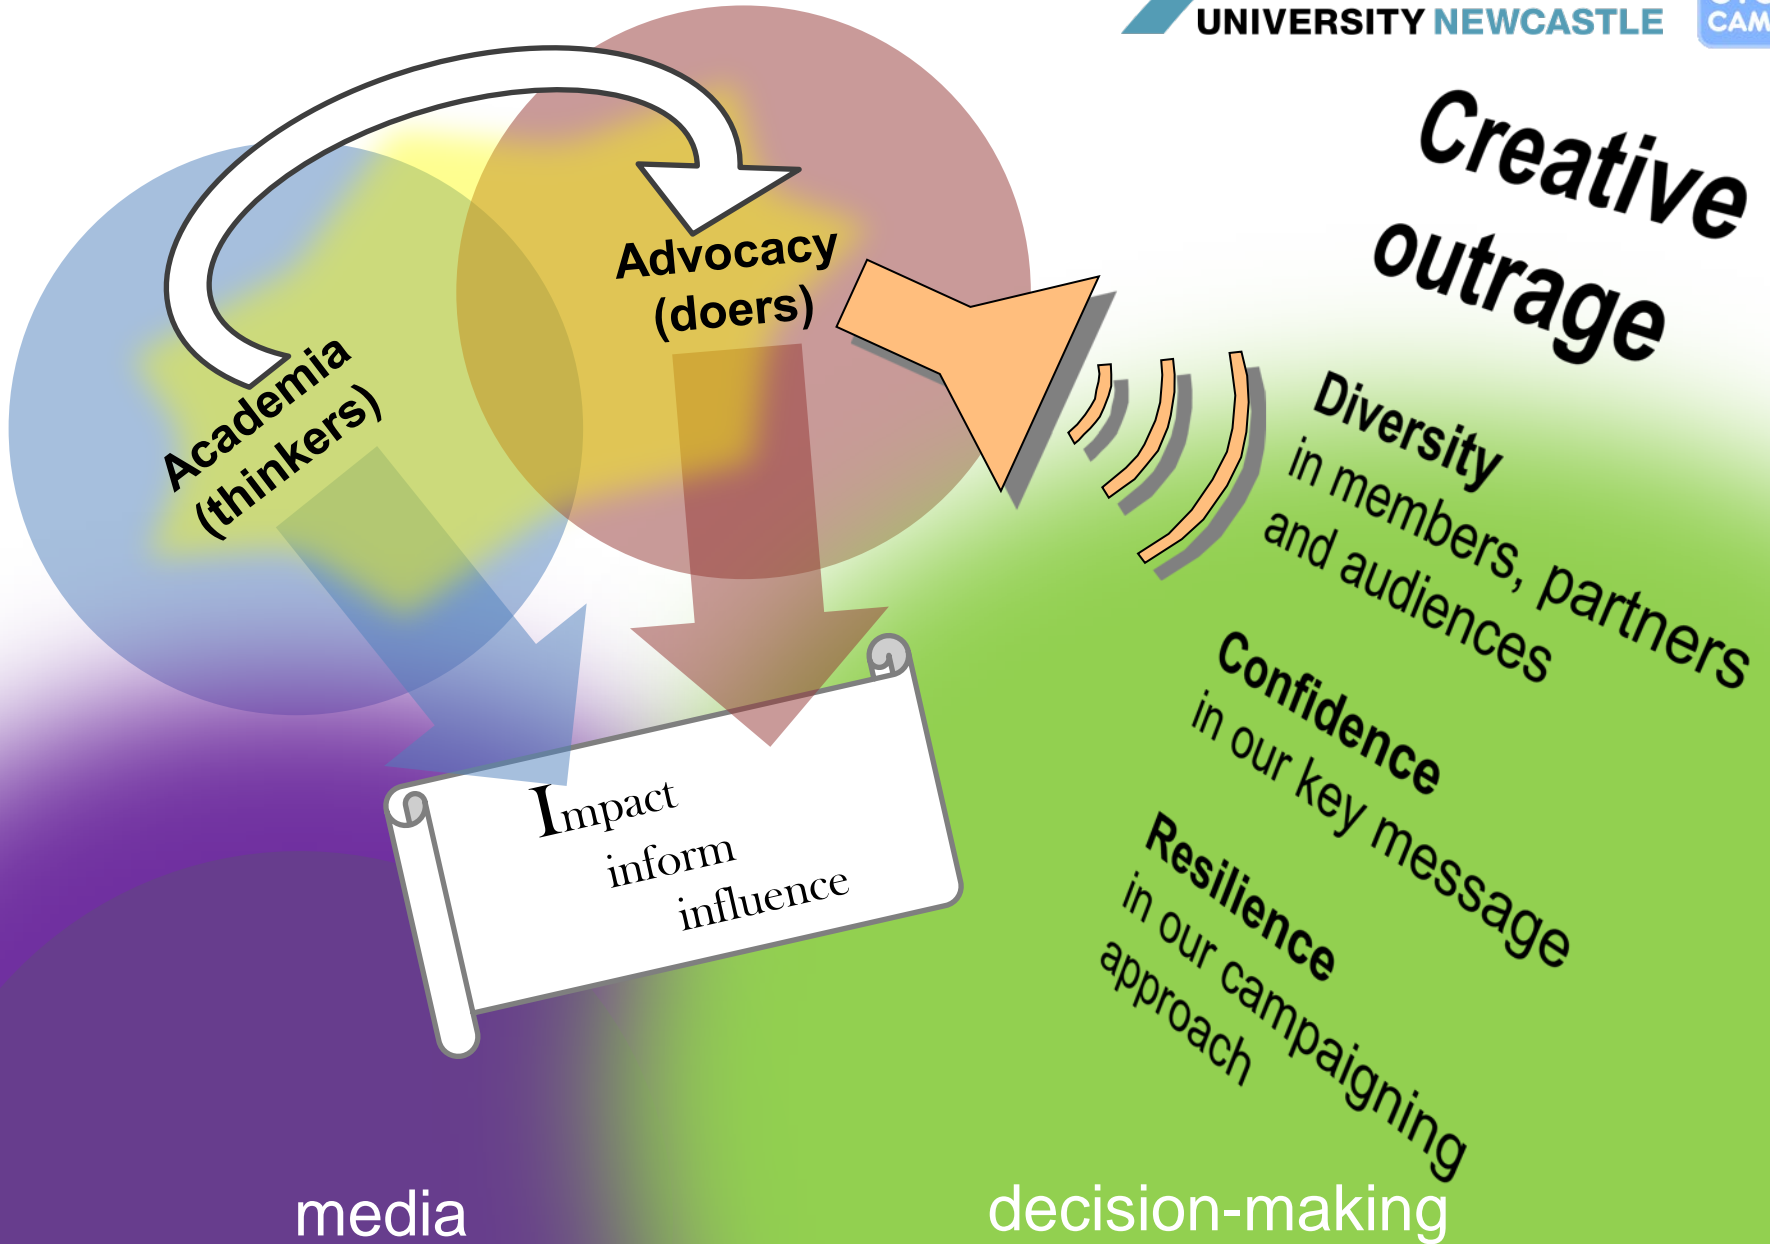 UNIVERSITY NEWCASTLE
CAM
Creative
outrage
Advocacy
(doers)
Academia
(thinkers)
Diversity
in members, partners
and audiences
Confidence
in our key message
Resilience
in our campaigning
approach
Impact
inform
influence
media
decision-making